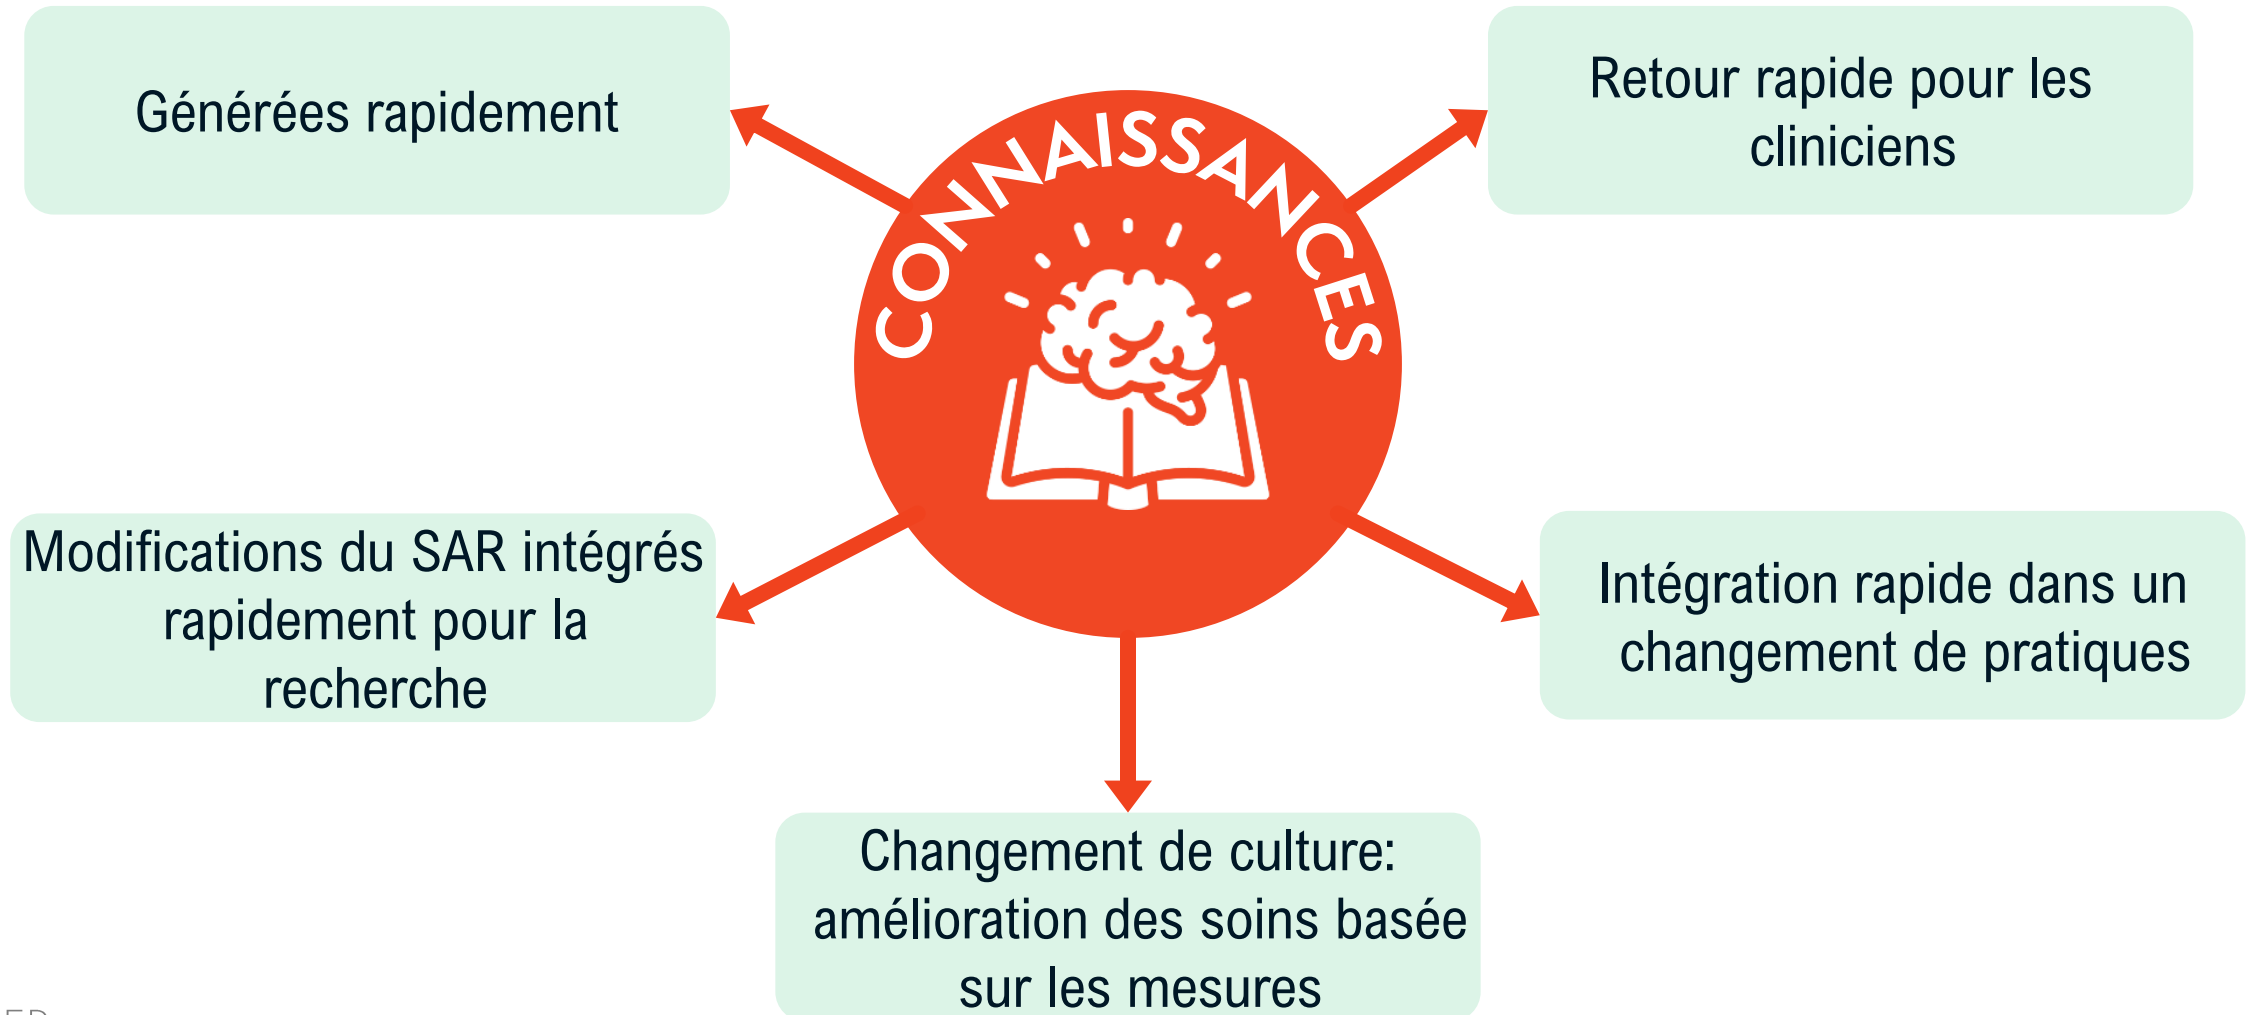 Générées rapidement
Retour rapide pour les
cliniciens
CONNAISSANCES
Modifications du SAR intégrés
rapidement pour la
recherche
Intégration rapide dans un
changement de pratiques
Changement de culture:
amélioration des soins basée
sur les mesures